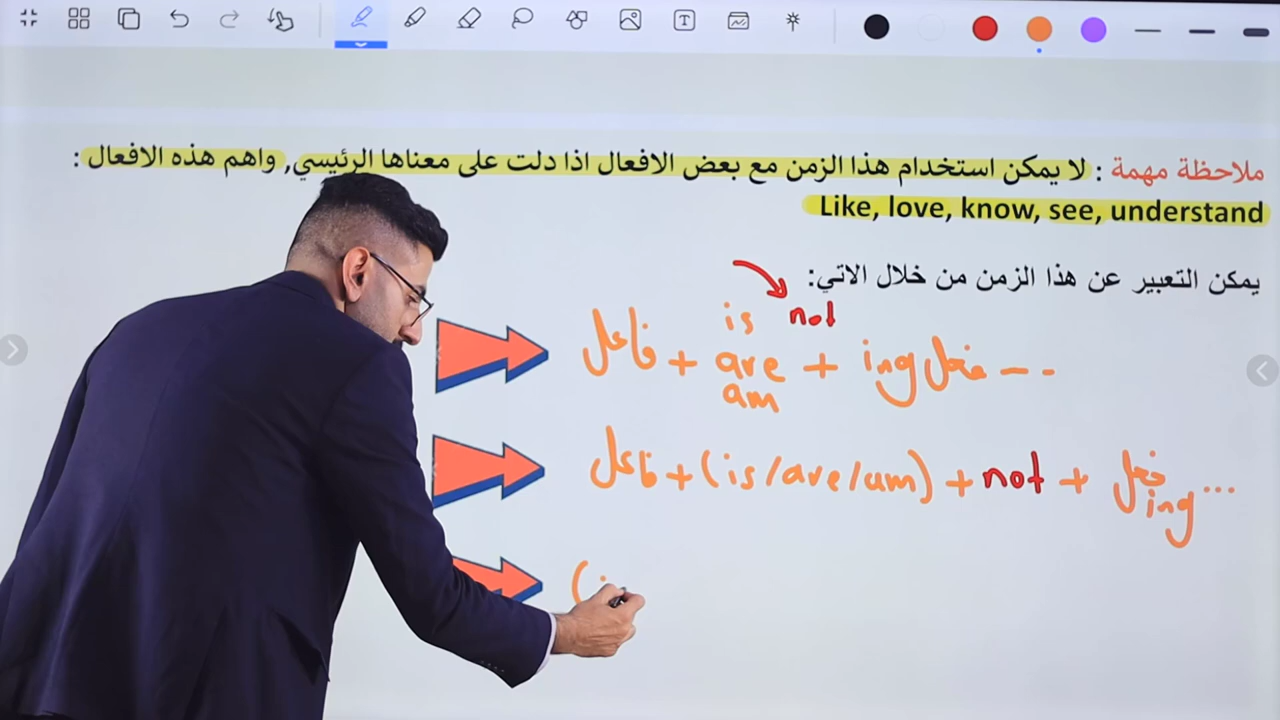 ملاحظة مهمة : لا يمكن استخدام هذا الزمن مع بعض الافعال اذا دلت على معناها الرئيسي, واهم هذه الافعال :
Like, love, know, see, understand
يمكن التعبير عن هذا الزمن من خلال الاتي:
not
is
فاعل + are + ing فعل --
am
فاعل + (is/are/am) + not + فعل ing ...
(i